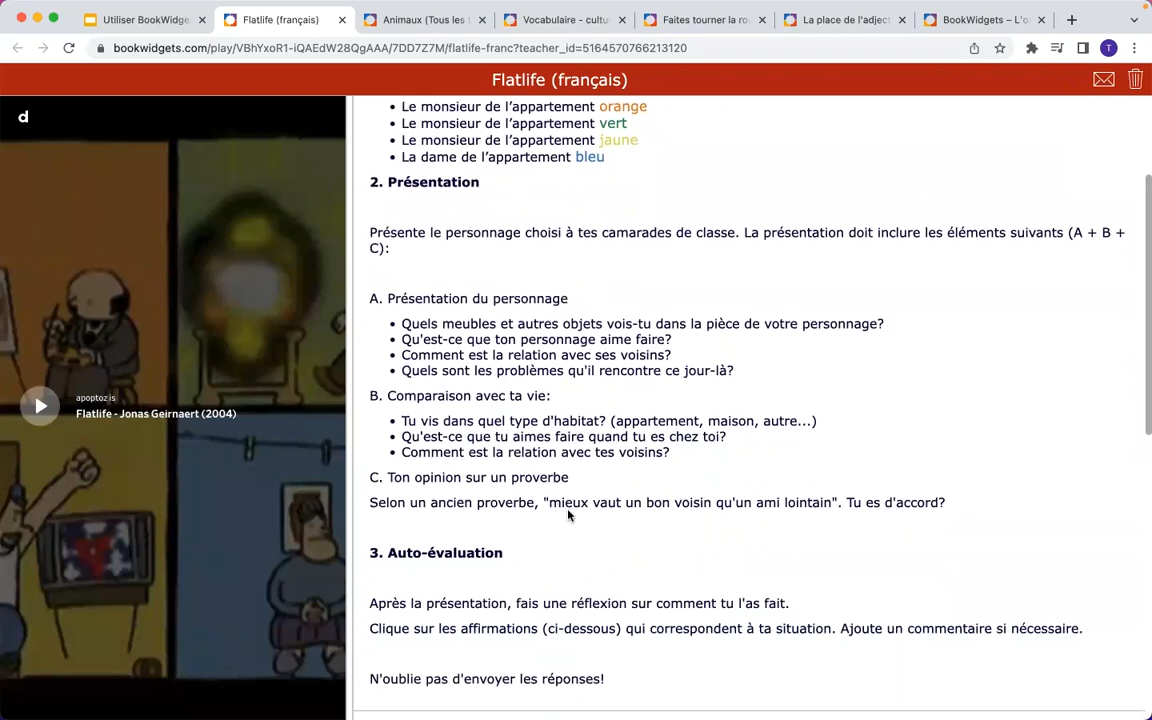 Utiliser BookWidge
Flatlife (français)
Animaux (Tous les
Vocabulaire - cultu
Faites tourner la ro
La place de l'adject
BookWidgets – L'o
bookwidgets.com/play/VBhYxoR1-iQAEdW28QgAAA/7DD7Z7M/flatlife-franc?teacher_id=5164570766213120
T
Flatlife (français)
d
apoptoz is
Flatlife - Jonas Geirnaert (2004)
• Le monsieur de l'appartement orange
• Le monsieur de l'appartement vert
• Le monsieur de l'appartement jaune
• La dame de l'appartement bleu
2. Présentation
Présente le personnage choisi à tes camarades de classe. La présentation doit inclure les éléments suivants (A + B +
C):
A. Présentation du personnage
• Quels meubles et autres objets vois-tu dans la pièce de votre personnage?
• Qu'est-ce que ton personnage aime faire?
• Comment est la relation avec ses voisins?
• Quels sont les problèmes qu'il rencontre ce jour-là?
B. Comparaison avec ta vie:
• Tu vis dans quel type d'habitat? (appartement, maison, autre...)
• Qu'est-ce que tu aimes faire quand tu es chez toi?
• Comment est la relation avec tes voisins?
C. Ton opinion sur un proverbe
Selon un ancien proverbe, "mieux vaut un bon voisin qu'un ami lointain". Tu es d'accord?
3. Auto-évaluation
Après la présentation, fais une réflexion sur comment tu l'as fait.
Clique sur les affirmations (ci-dessous) qui correspondent à ta situation. Ajoute un commentaire si nécessaire.
N'oublie pas d'envoyer les réponses!